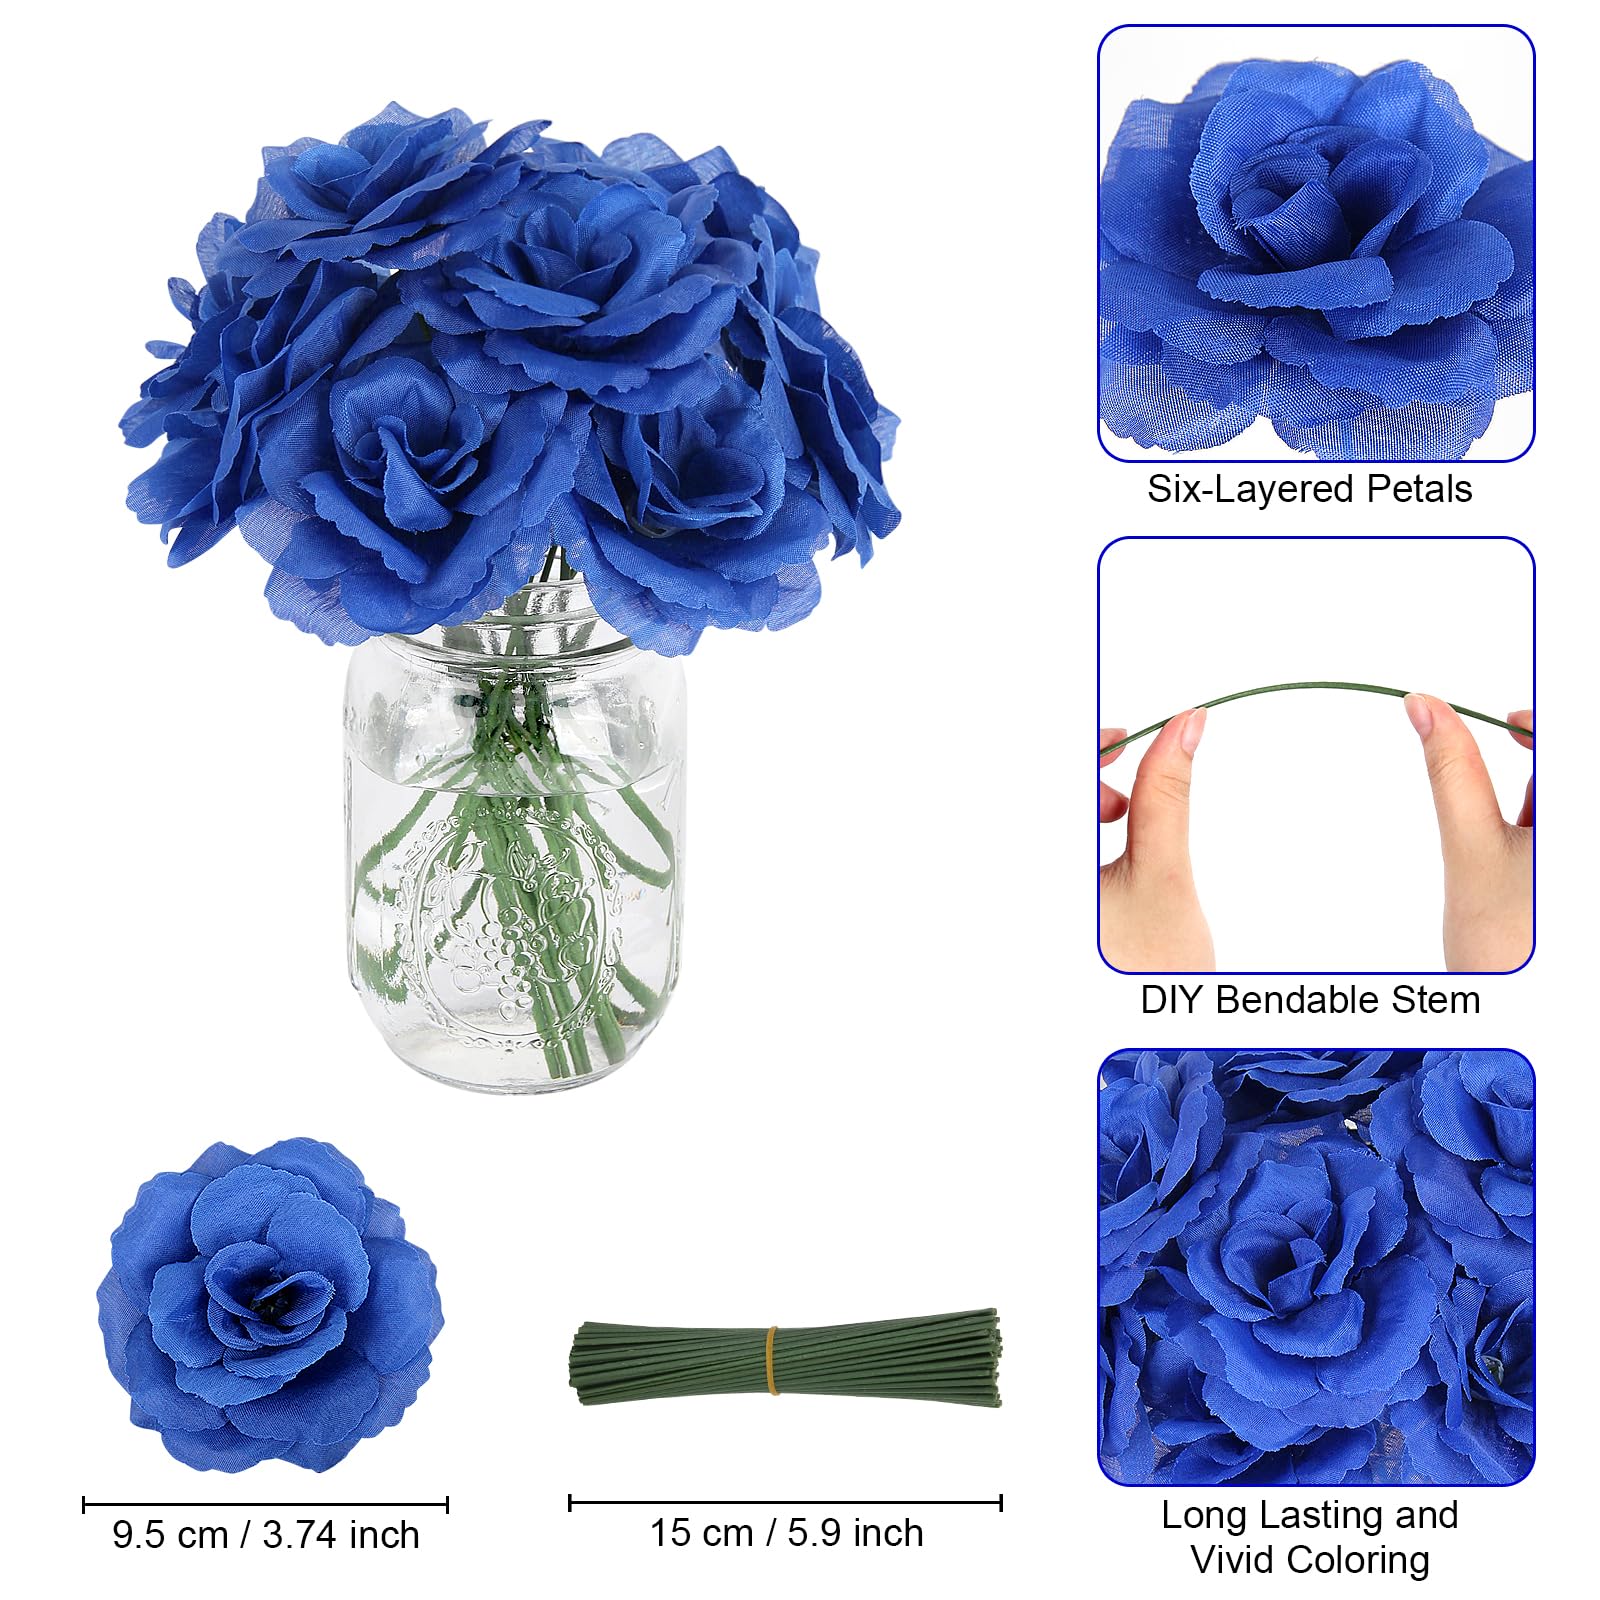 Six-Layered Petals
DIY Bendable Stem
Long Lasting and
Vivid Coloring
9.5 cm / 3.74 inch
15 cm / 5.9 inch